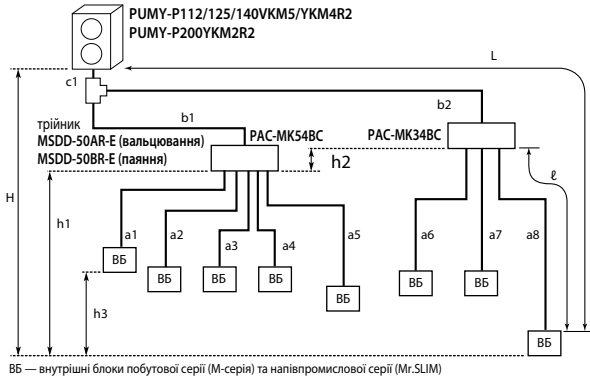 PUMY-P112/125/140VKM5/YKM4R2
PUMY-P200YKM2R2
L
c1
b1
b2
трійник
MSDD-50AR-E (вальцювання)
MSDD-50BR-E (паяння)
PAC-MK54BC
PAC-MK34BC
h2
H
h1
ℓ
a1
a2
a3
a4
a5
a6
a7
a8
ВБ
ВБ
ВБ
ВБ
ВБ
ВБ
ВБ
ВБ
h3
ВБ — внутрішні блоки побутової серії (М-серія) та напівпромислової серії (Mr.SLIM)